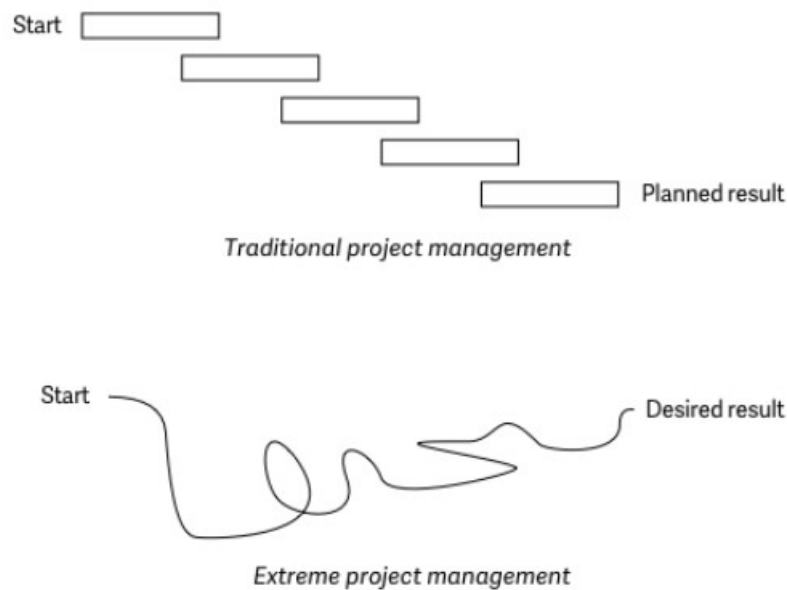 Start
Planned result
Traditional project management
Start
Desired result
Extreme project management